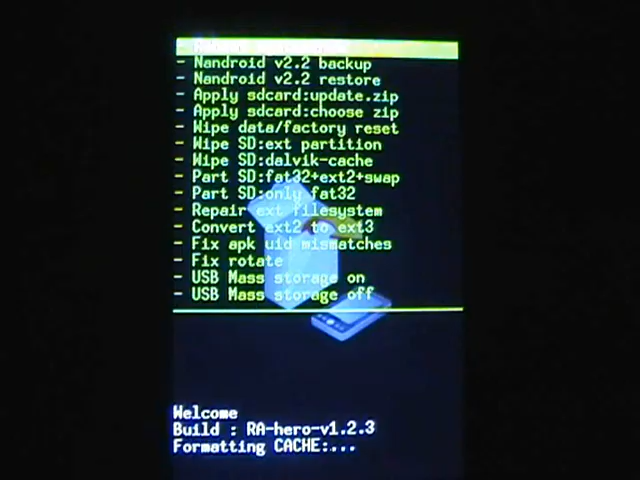 - Nandroid v2.2 backup
- Nandroid v2.2 restore
- Apply sdcard:update.zip
- Apply sdcard:choose zip
- Wipe data/factory reset
- Wipe SD:ext partition
- Wipe SD:dalvik-cache
- Part SD:fat32+ext2+swap
- Part SD:only fat32
- Repair ext filesystem
- Convert ext2 to ext3
- Fix apk uid mismatches
- Fix rotate
- USB Mass storage on
- USB Mass storage off
Welcome
Build : RA-hero-v1.2.3
Formatting CACHE:...